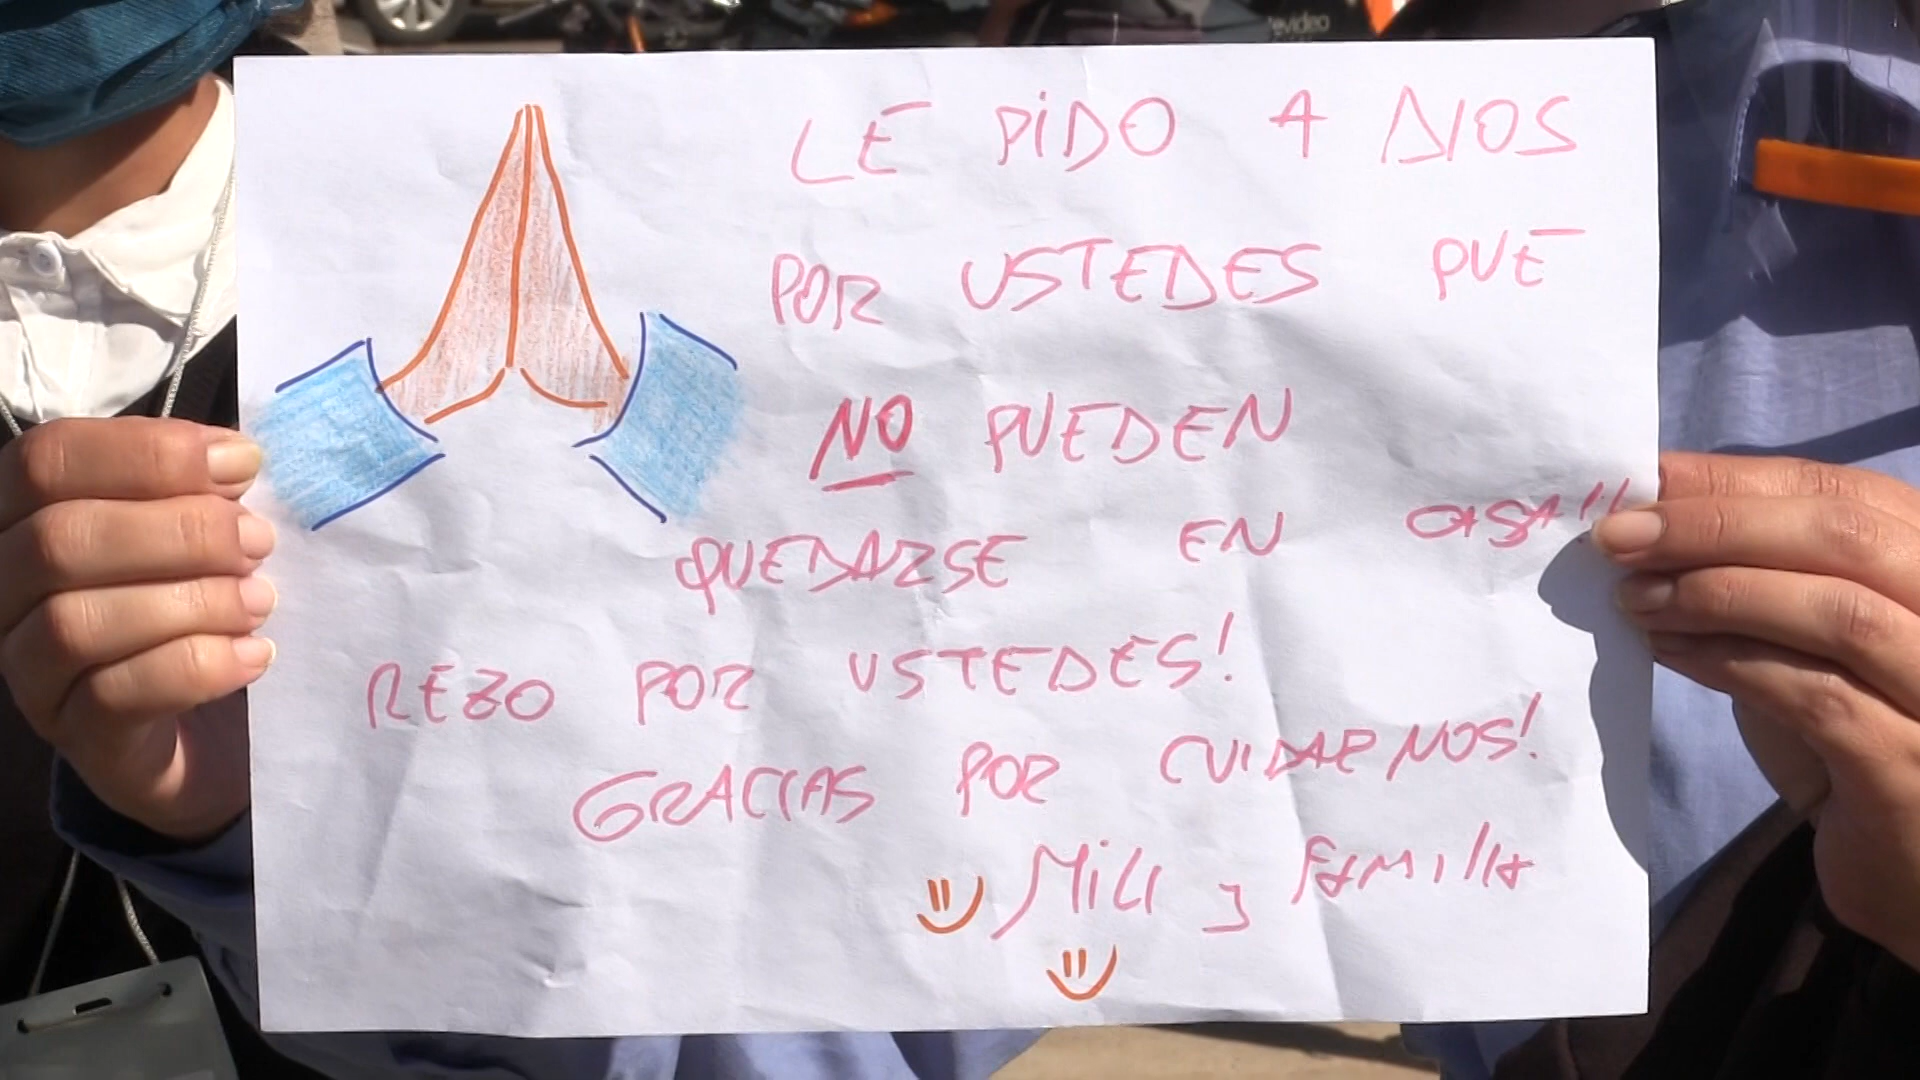 LE PIDO A DIOS
POR USTEDES QUE
NO PUEDEN
QUEDARSE EN CASA!!
REZO POR USTEDES!
GRACIAS POR CUIDARNOS!
MiLi y FAMiliA